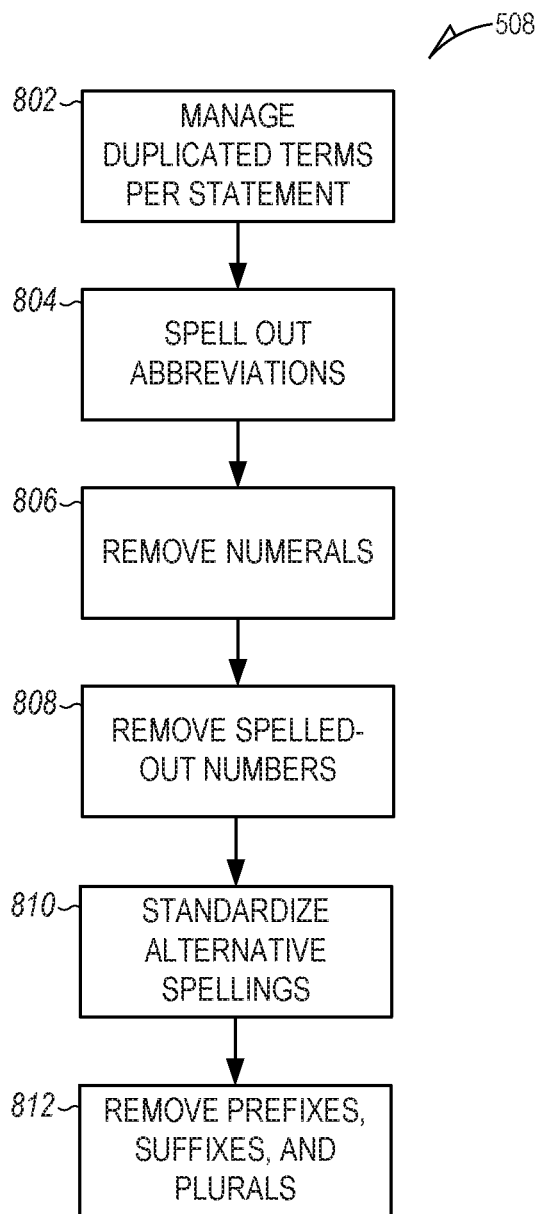 508
802
MANAGE
DUPLICATED TERMS
PER STATEMENT
804
SPELL OUT
ABBREVIATIONS
806
REMOVE NUMERALS
808
REMOVE SPELLED-
OUT NUMBERS
810
STANDARDIZE
ALTERNATIVE
SPELLINGS
812
REMOVE PREFIXES,
SUFFIXES, AND
PLURALS